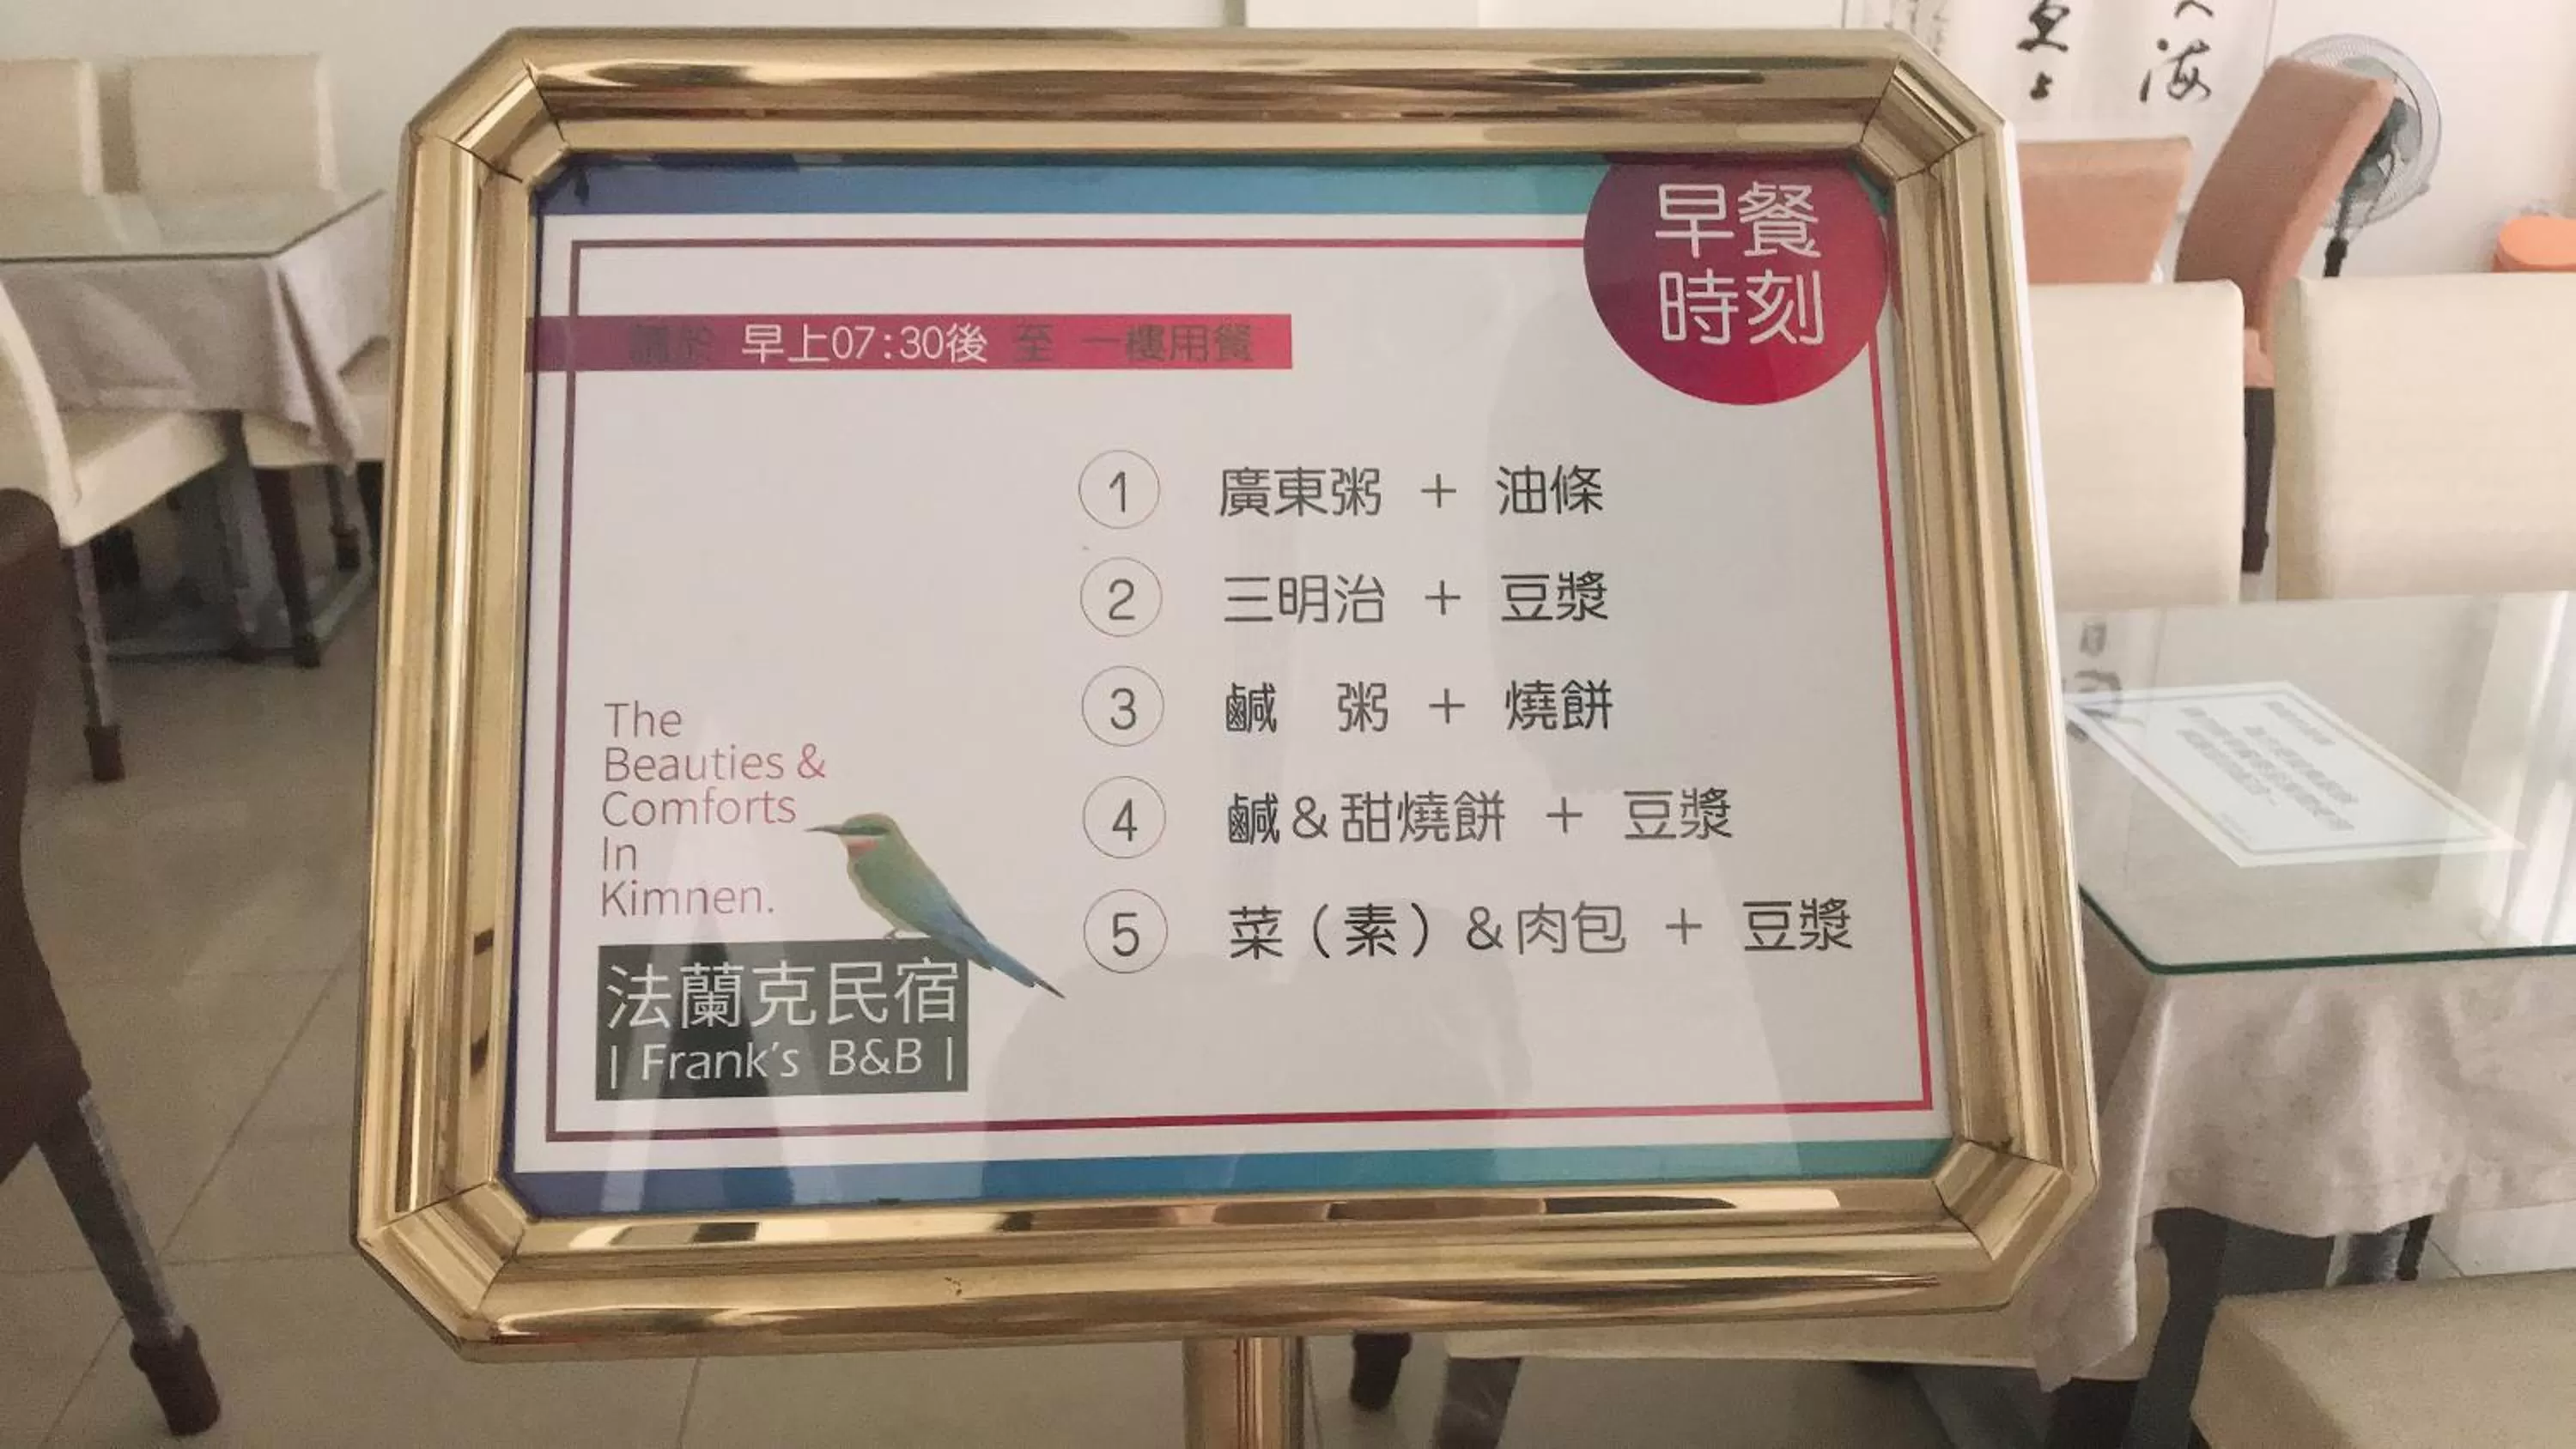 早餐
時刻
請於 早上07:30後 至 一樓用餐
1 廣東粥 + 油條
2 三明治 + 豆漿
3 鹹 粥 + 燒餅
4 鹹&甜燒餅 + 豆漿
5 菜(素)&肉包 + 豆漿
The
Beauties &
Comforts
In
Kimnen.
法蘭克民宿
| Frank's B&B |